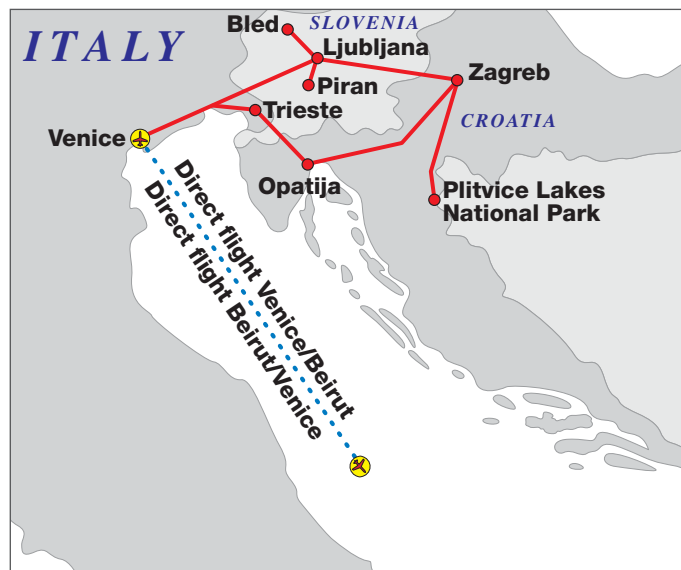 ITALY
Bled
SLOVENIA
Ljubljana
Piran
Zagreb
Trieste
Venice
CROATIA
Opatija
Plitvice Lakes
National Park
Direct flight Venice/Beirut
Direct flight Beirut/Venice